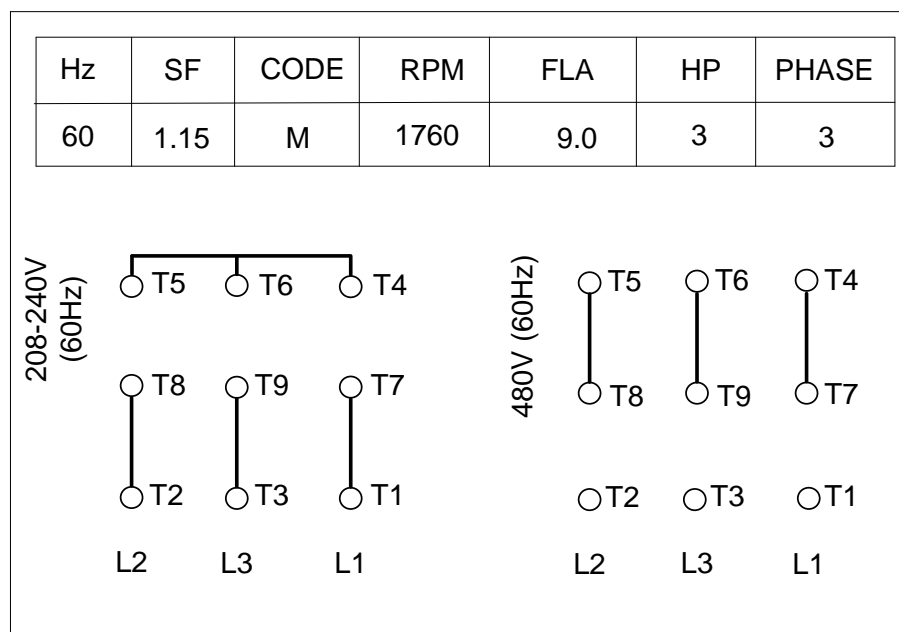 Hz SF CODE RPM FLA HP PHASE
60 1.15 M 1760 9.0 3 3
208-240V
(60Hz)
T5 T6 T4
T8 T9 T7
T2 T3 T1
L2 L3 L1
480V (60Hz)
T5 T6 T4
T8 T9 T7
T2 T3 T1
L2 L3 L1